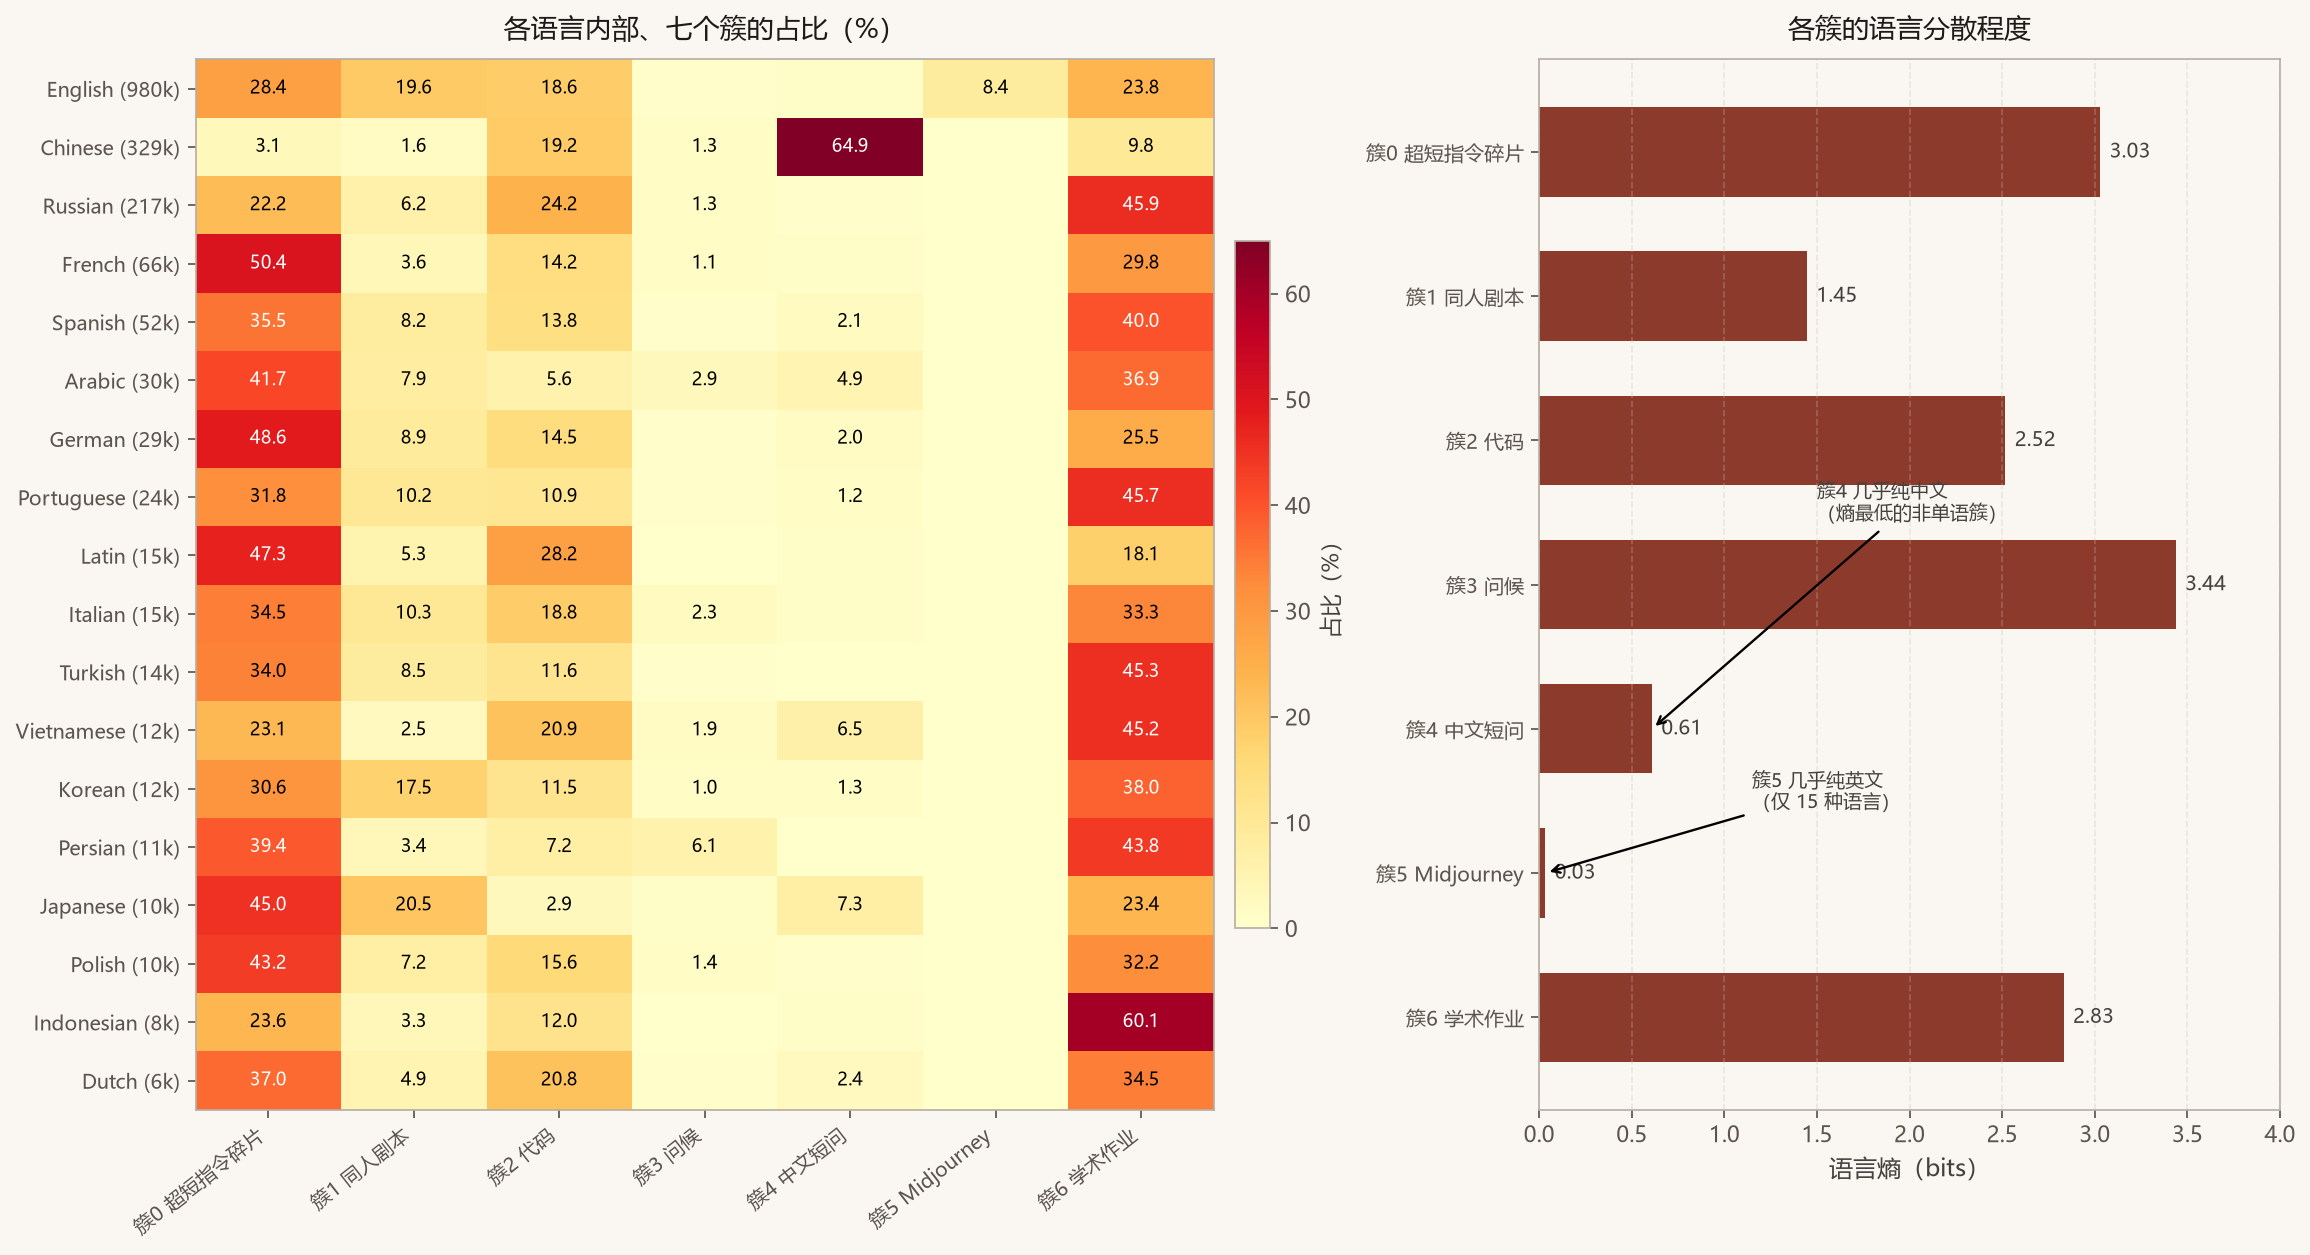 各语言内部、七个簇的占比（%）
English (980k) 28.4 19.6 18.6 8.4 23.8
Chinese (329k) 3.1 1.6 19.2 1.3 64.9 9.8
Russian (217k) 22.2 6.2 24.2 1.3 45.9
French (66k) 50.4 3.6 14.2 1.1 29.8
Spanish (52k) 35.5 8.2 13.8 2.1 40.0
Arabic (30k) 41.7 7.9 5.6 2.9 4.9 36.9
German (29k) 48.6 8.9 14.5 2.0 25.5
Portuguese (24k) 31.8 10.2 10.9 1.2 45.7
Latin (15k) 47.3 5.3 28.2 18.1
Italian (15k) 34.5 10.3 18.8 2.3 33.3
Turkish (14k) 34.0 8.5 11.6 45.3
Vietnamese (12k) 23.1 2.5 20.9 1.9 6.5 45.2
Korean (12k) 30.6 17.5 11.5 1.0 1.3 38.0
Persian (11k) 39.4 3.4 7.2 6.1 43.8
Japanese (10k) 45.0 20.5 2.9 7.3 23.4
Polish (10k) 43.2 7.2 15.6 1.4 32.2
Indonesian (8k) 23.6 3.3 12.0 60.1
Dutch (6k) 37.0 4.9 20.8 2.4 34.5
簇0 超短指令碎片
簇1 同人剧本
簇2 代码
簇3 问候
簇4 中文短问
簇5 Midjourney
簇6 学术作业
60
50
40
30
20
10
0
占比（%）
各簇的语言分散程度
簇0 超短指令碎片 3.03
簇1 同人剧本 1.45
簇2 代码 2.52
簇4 几乎纯中文
（熵最低的非单语簇）
簇3 问候 3.44
簇4 中文短问 0.61
簇5 几乎纯英文
（仅 15 种语言）
簇5 Midjourney 0.03
簇6 学术作业 2.83
0.0 0.5 1.0 1.5 2.0 2.5 3.0 3.5 4.0
语言熵（bits）